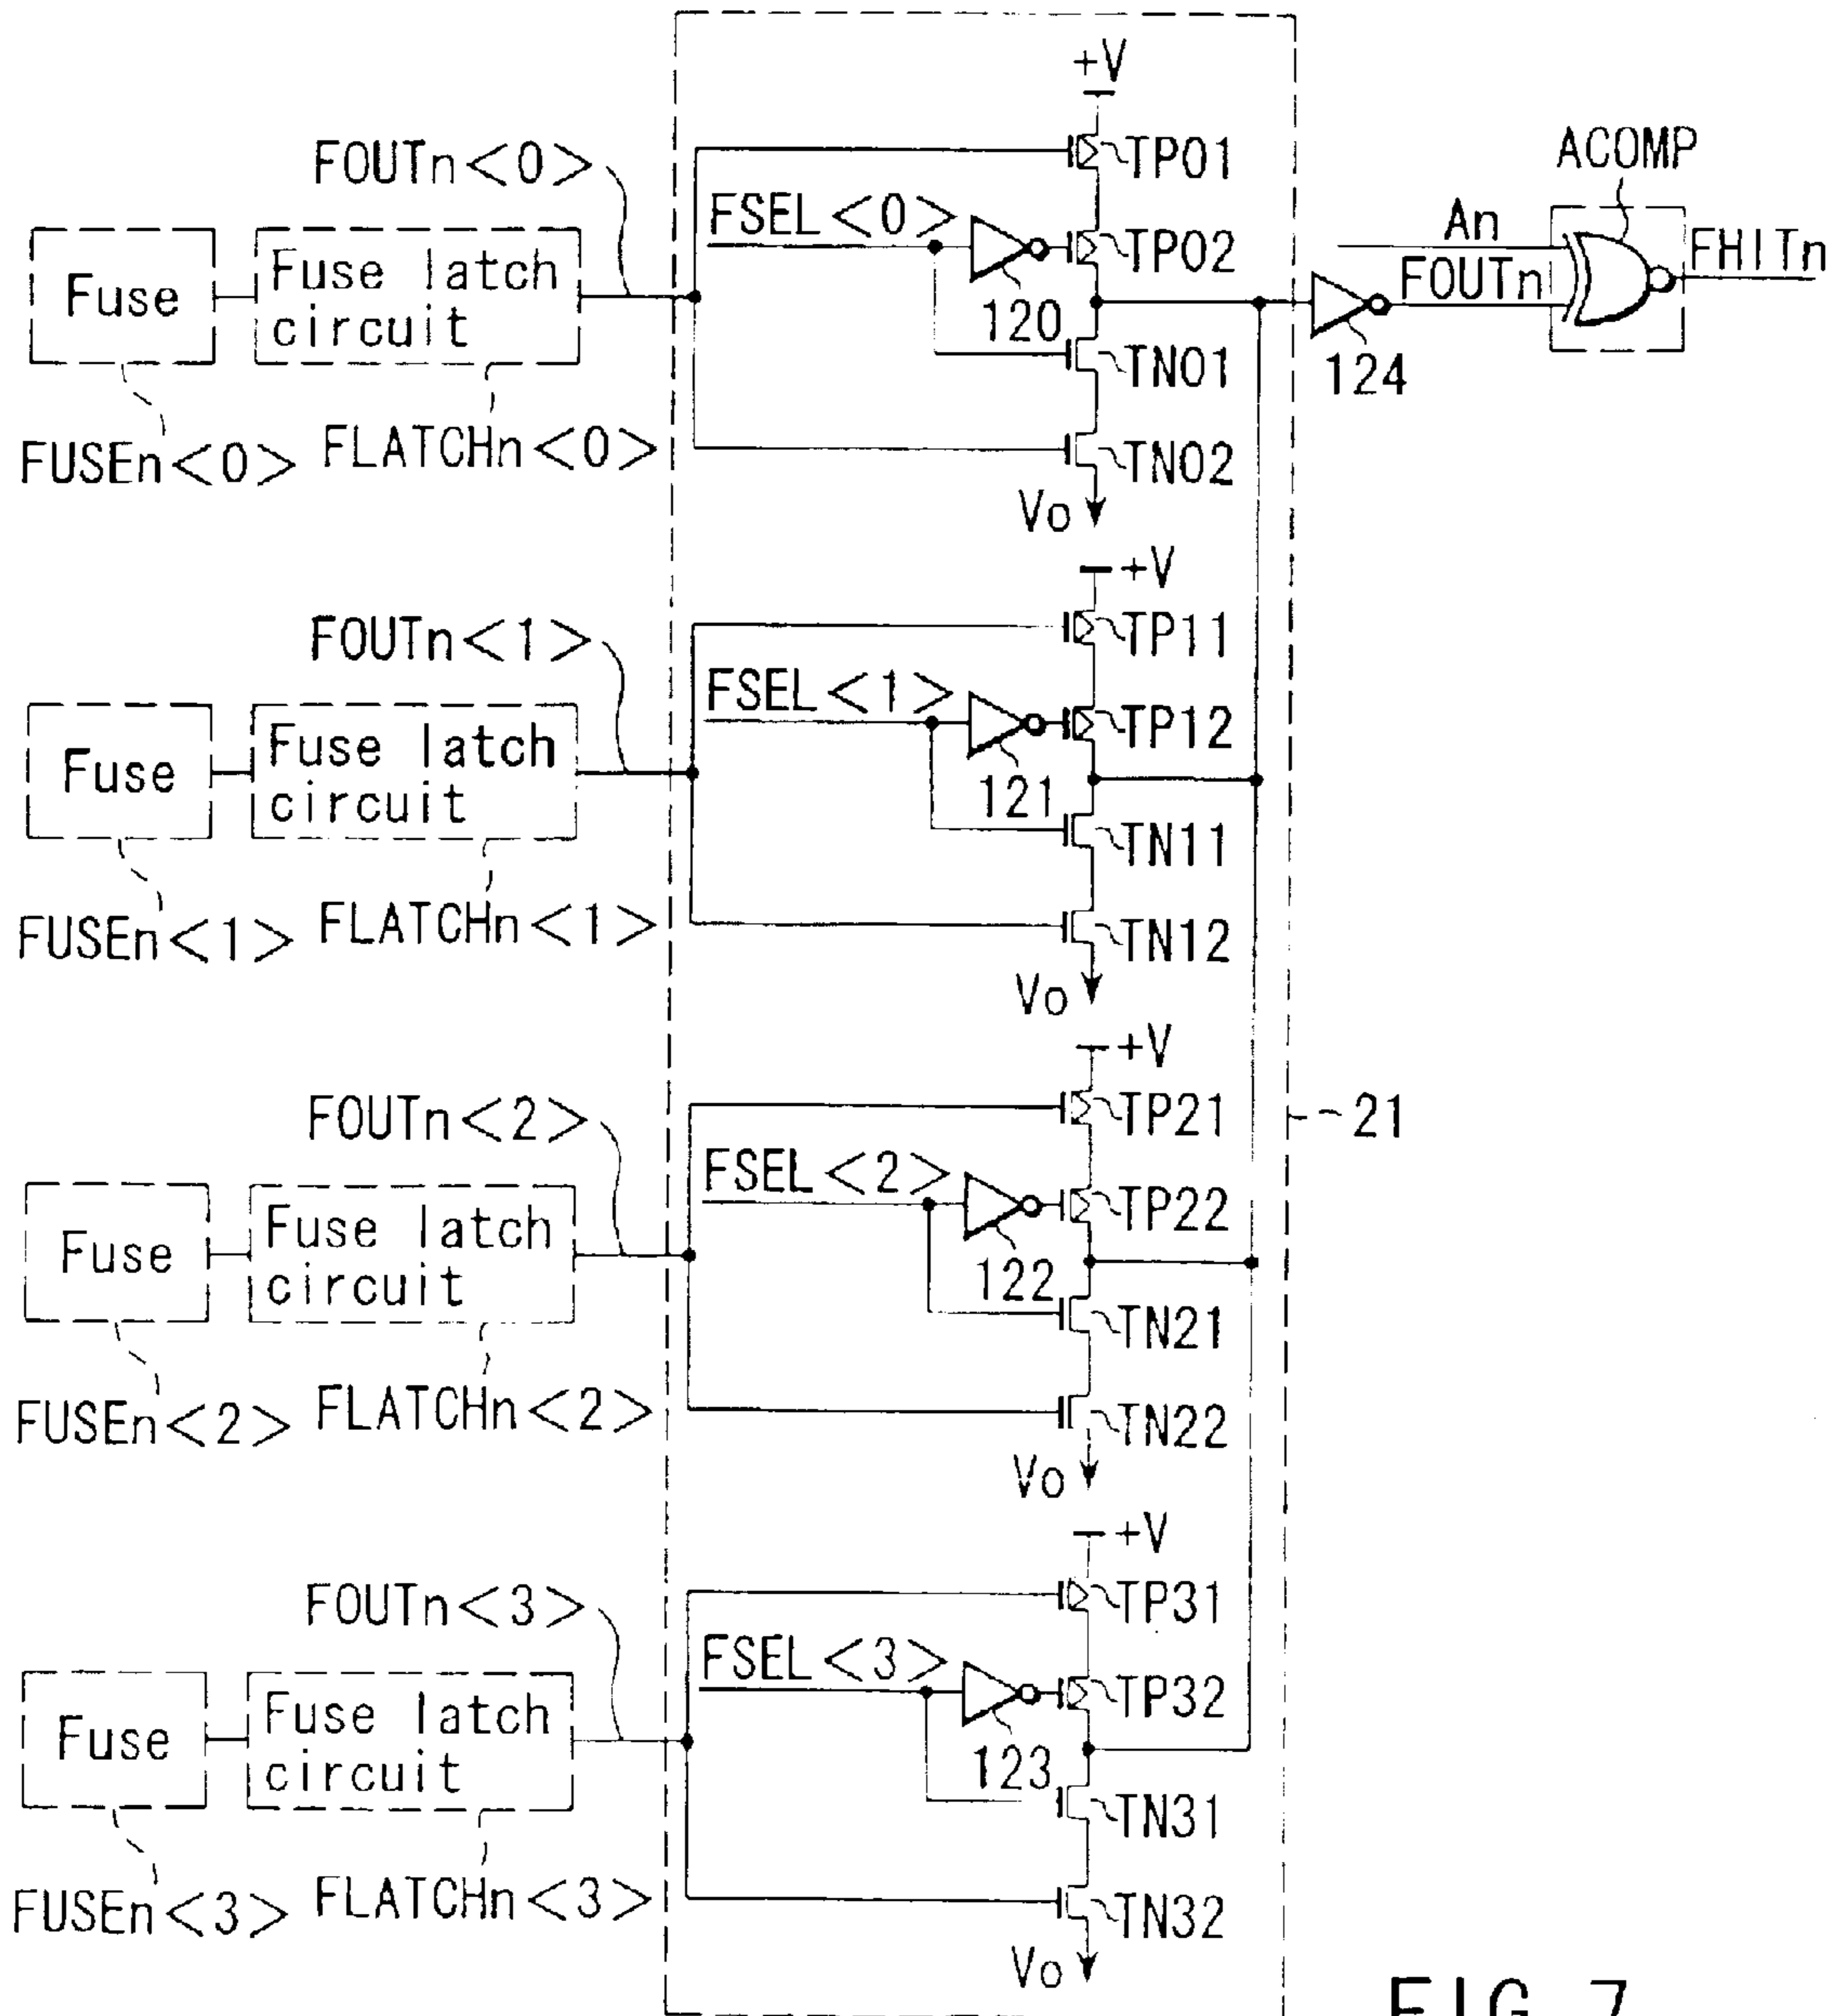 +V
FOUTn<0>
TP01
ACOMP
FSEL<0>
An
TP02
FHITn
Fuse
Fuse latch
circuit
FOUTn
120
TN01
124
FUSEn<0>
FLATCHn<0>
TN02
Vo
+V
FOUTn<1>
TP11
FSEL<1>
TP12
Fuse
Fuse latch
circuit
121
TN11
FUSEn<1>
FLATCHn<1>
TN12
Vo
+V
FOUTn<2>
TP21
21
FSEL<2>
TP22
Fuse
Fuse latch
circuit
122
TN21
FUSEn<2>
FLATCHn<2>
TN22
Vo
+V
FOUTn<3>
TP31
FSEL<3>
TP32
Fuse
Fuse latch
circuit
123
TN31
FUSEn<3>
FLATCHn<3>
TN32
Vo
FIG. 7